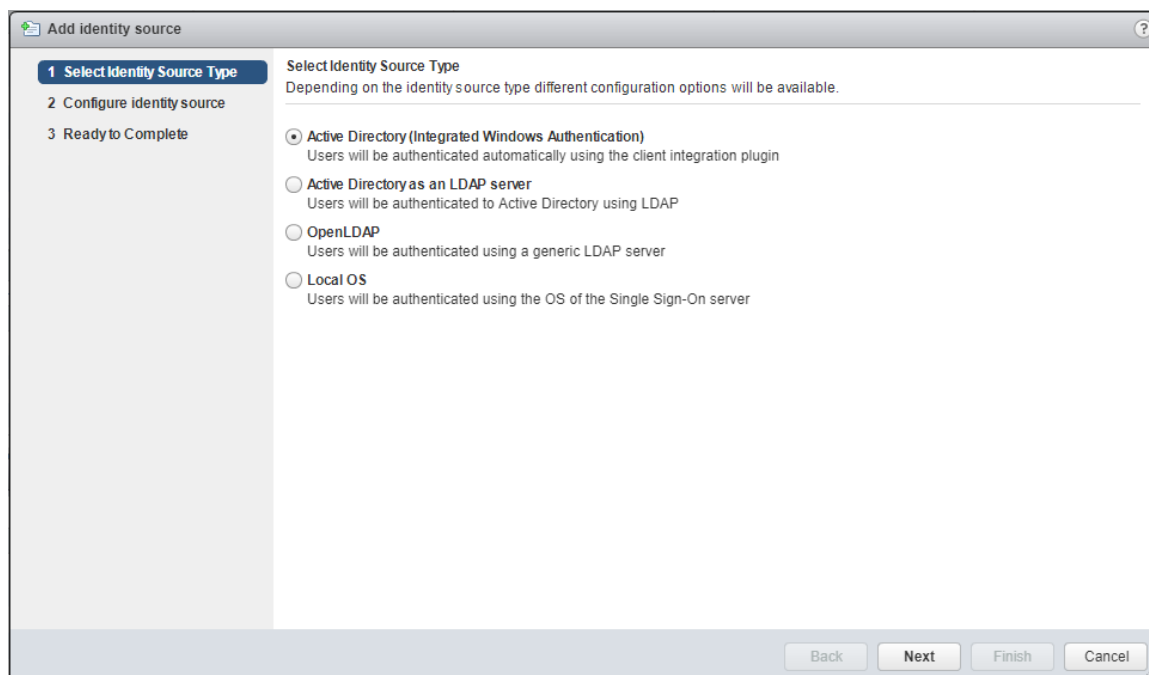 Add identity source
?
1 Select Identity Source Type
2 Configure identity source
3 Ready to Complete
Select Identity Source Type
Depending on the identity source type different configuration options will be available.
Active Directory (Integrated Windows Authentication)
Users will be authenticated automatically using the client integration plugin
Active Directory as an LDAP server
Users will be authenticated to Active Directory using LDAP
OpenLDAP
Users will be authenticated using a generic LDAP server
Local OS
Users will be authenticated using the OS of the Single Sign-On server
Back Next Finish Cancel